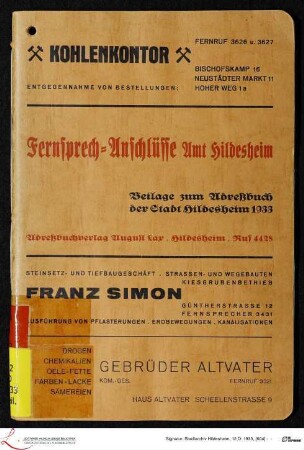 FERNRUF 3626 u. 3627
KOHLENKONTOR
BISCHOFSKAMP 16
NEUSTÄDTER MARKT 11
HOHER WEG 18
ENTGEGENNAHME VON BESTELLUNGEN:
Fernsprech-Anschlüsse Amt Hildesheim
Beilage zum Adreßbuch
der Stadt Hildesheim 1933
Adreßbuchverlag August Lax . Hildesheim . Ruf 4428
STEINSETZ- UND TIEFBAUGESCHÄFT . STRASSEN- UND WEGEBAUTEN
KIESGRUBENBETRIEB
FRANZ SIMON
GÜNTHERSTRASSE 12
FERNSPRECHER 3431
AUSFÜHRUNG VON PFLASTERUNGEN . ERDBEWEGUNGEN . KANALISATIONEN
DROGEN
CHEMIKALIEN
OELE-FETTE
FARBEN-LACKE
SÄMEREIEN
GEBRÜDER ALTVATER
KOM. GES.
FERNRUF
HAUS ALTVATER . SCHEELENSTRASSE 9